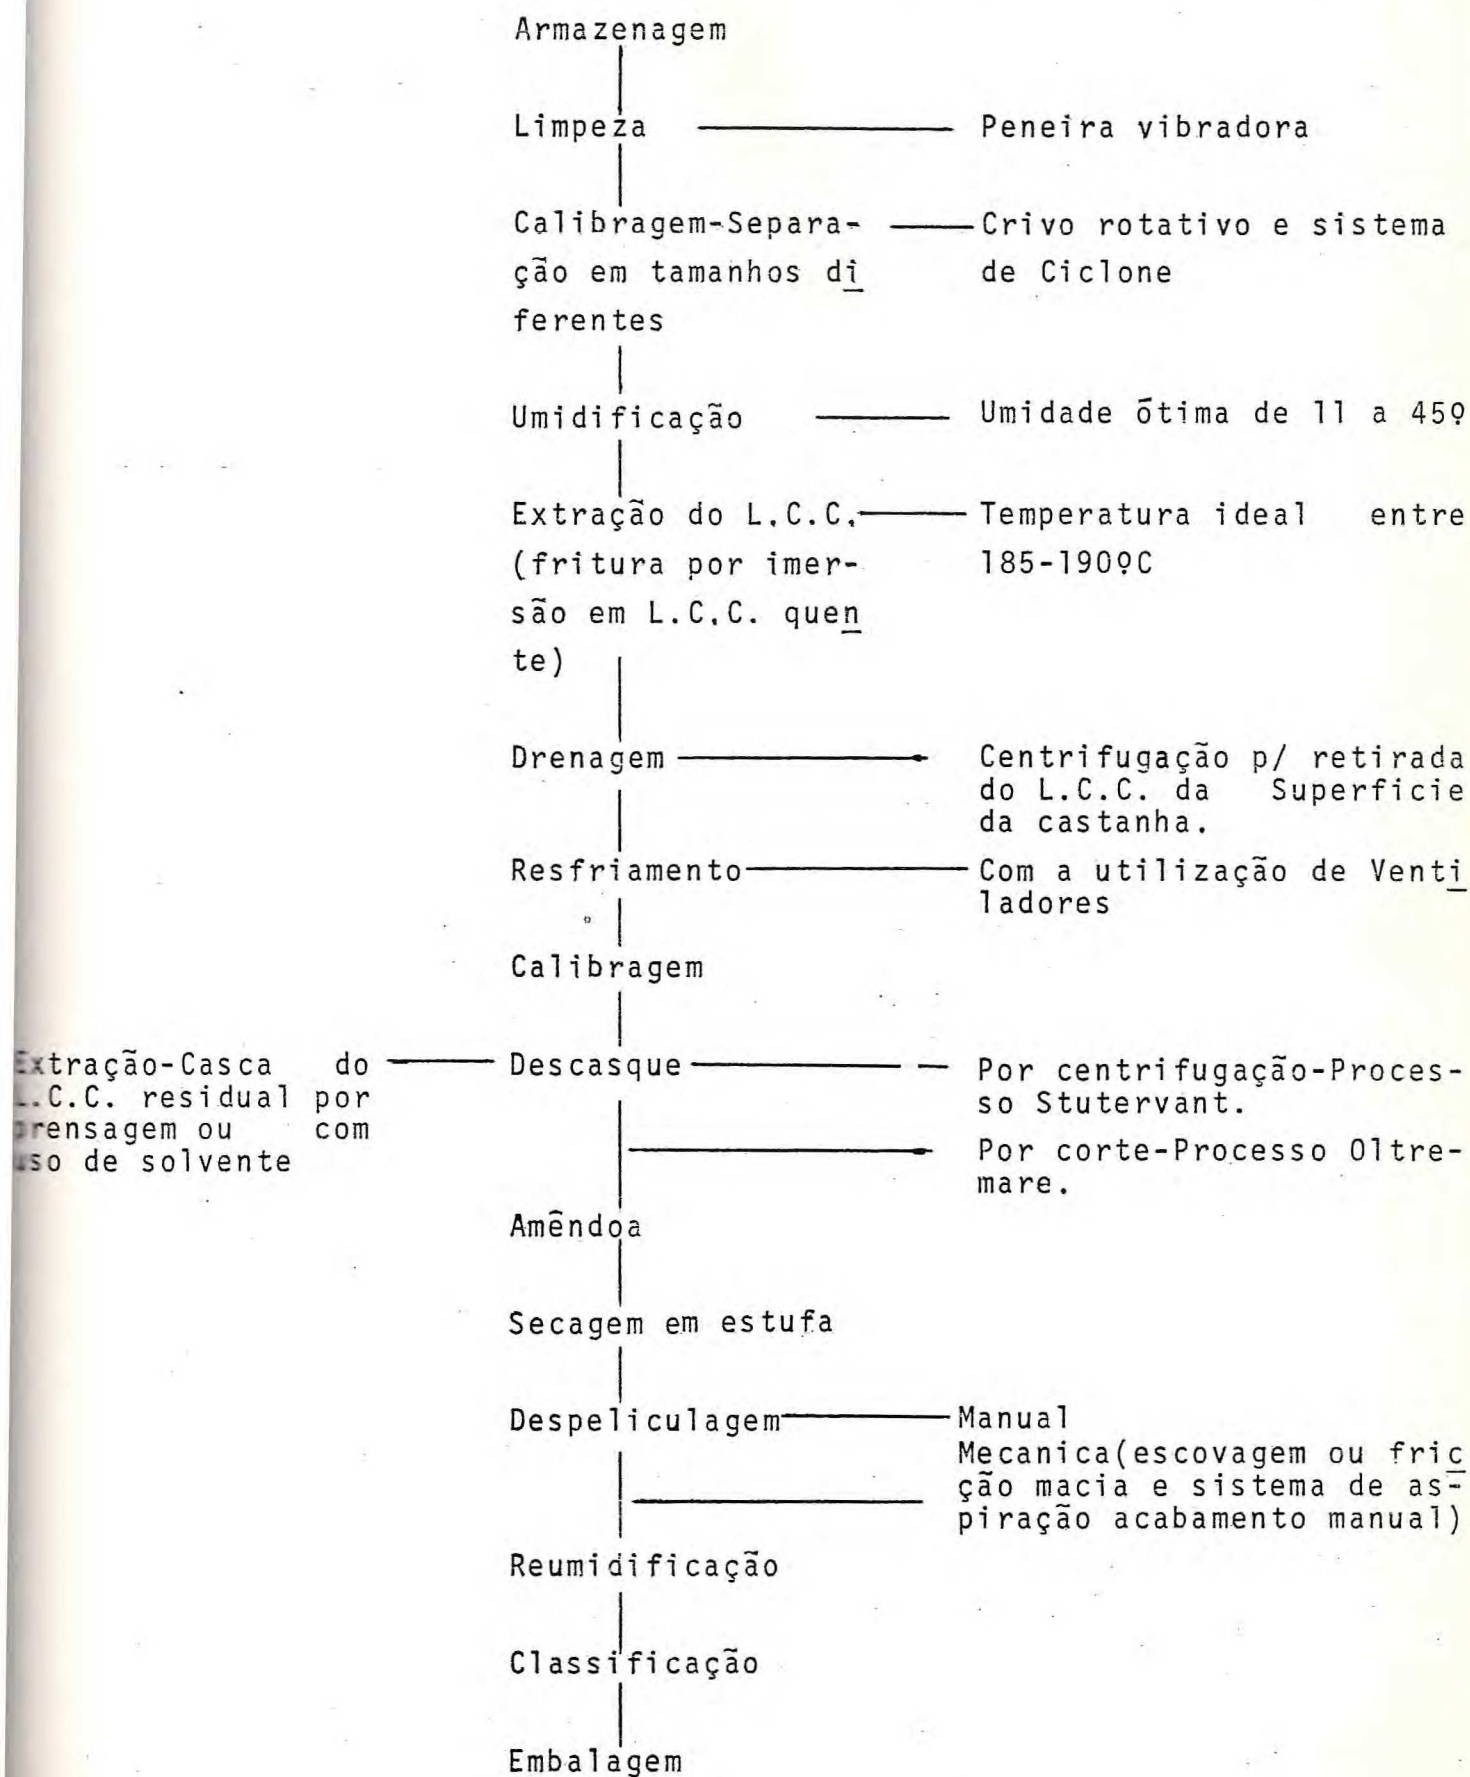 Armazenagem
Limpeza
Peneira vibradora
Calibragem-Separa-
ção em tamanhos di
ferentes
Crivo rotativo e sistema
de Ciclone
Umidificação
Umidade ótima de 11 a 45º
Extração do L.C.C.
(fritura por imer-
são em L.C.C. quen
te)
Temperatura ideal entre
185-190ºC
Drenagem
Centrifugação p/ retirada
do L.C.C. da Superficie
da castanha.
Resfriamento
Com a utilização de Venti
ladores
Calibragem
Extração-Casca do
L.C.C. residual por
prensagem ou com
uso de solvente
Descasque
Por centrifugação-Proces-
so Stutervant.
Por corte-Processo Oltre-
mare.
Amêndoa
Secagem em estufa
Despeliculagem
Manual
Mecanica(escovagem ou fric
ção macia e sistema de as-
piração acabamento manual)
Reumidificação
Classificação
Embalagem